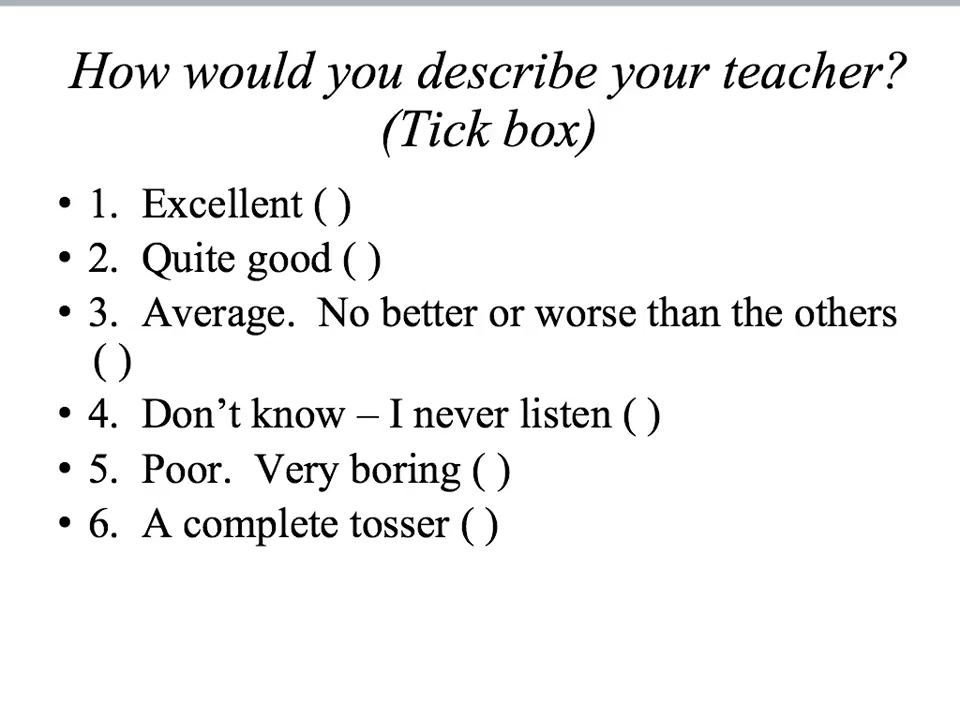 How would you describe your teacher?
(Tick box)
• 1.  Excellent ( )
• 2.  Quite good ( )
• 3.  Average.  No better or worse than the others
( )
• 4.  Don’t know – I never listen ( )
• 5.  Poor.  Very boring ( )
• 6.  A complete tosser ( )